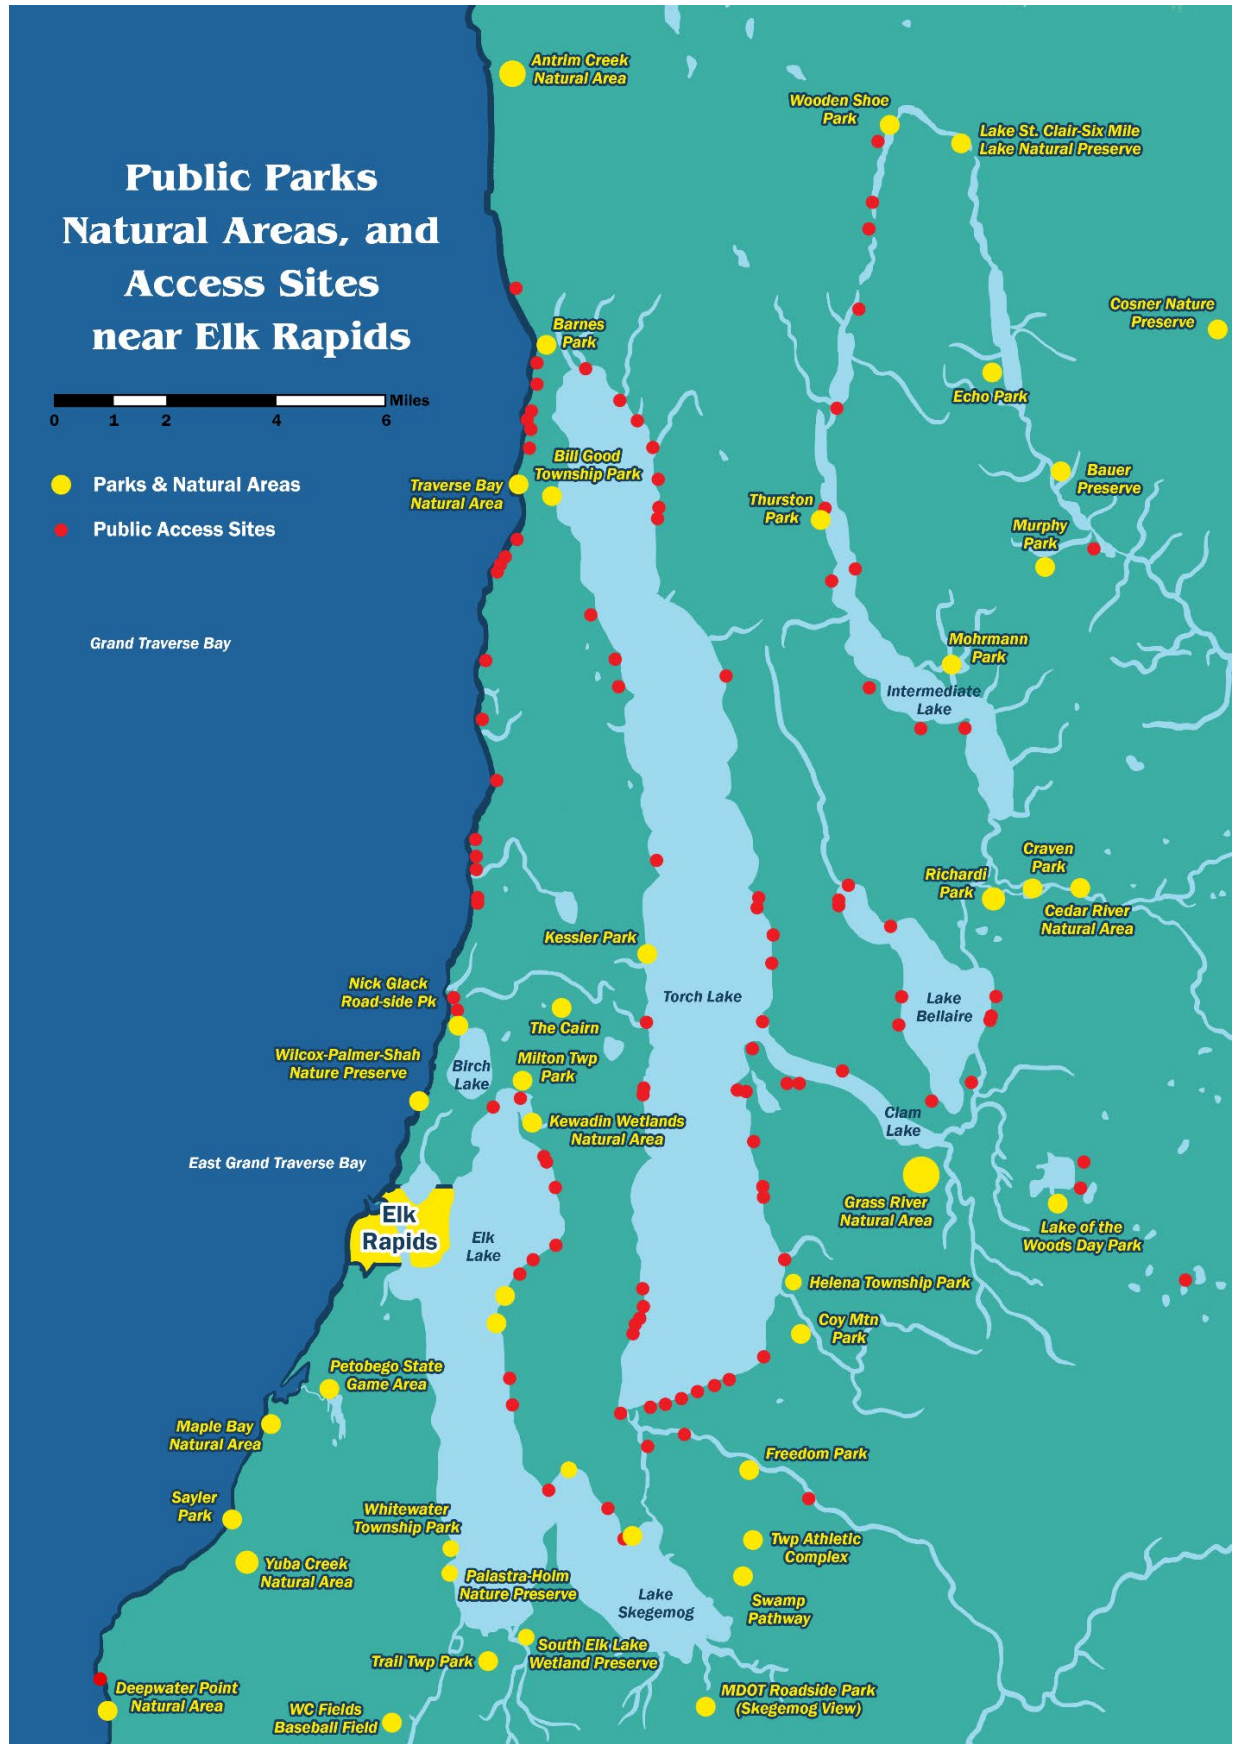 Antrim Creek
Natural Area
Wooden Shoe
Park
Lake St. Clair-Six Mile
Lake Natural Preserve
Public Parks
Natural Areas, and
Access Sites
near Elk Rapids
Cosner Nature
Preserve
Barnes
Park
Miles
0 1 2 4 6
Echo Park
Parks & Natural Areas
Public Access Sites
Bill Good
Township Park
Traverse Bay
Natural Area
Bauer
Preserve
Thurston
Park
Murphy
Park
Grand Traverse Bay
Mohrmann
Park
Intermediate
Lake
Craven
Park
Richardi
Park
Cedar River
Natural Area
Kessler Park
Nick Glack
Road-side Pk
Torch Lake
Lake
Bellaire
The Cairn
Wilcox-Palmer-Shah
Nature Preserve
Birch
Lake
Milton Twp
Park
Kewadin Wetlands
Natural Area
Clam
Lake
East Grand Traverse Bay
Grass River
Natural Area
Elk
Rapids
Elk
Lake
Lake of the
Woods Day Park
Helena Township Park
Coy Mtn
Park
Petobego State
Game Area
Maple Bay
Natural Area
Freedom Park
Sayler
Park
Whitewater
Township Park
Twp Athletic
Complex
Yuba Creek
Natural Area
Palastra-Holm
Nature Preserve
Lake
Skegemog
Swamp
Pathway
South Elk Lake
Wetland Preserve
Trail Twp Park
Deepwater Point
Natural Area
MDOT Roadside Park
(Skegemog View)
WC Fields
Baseball Field